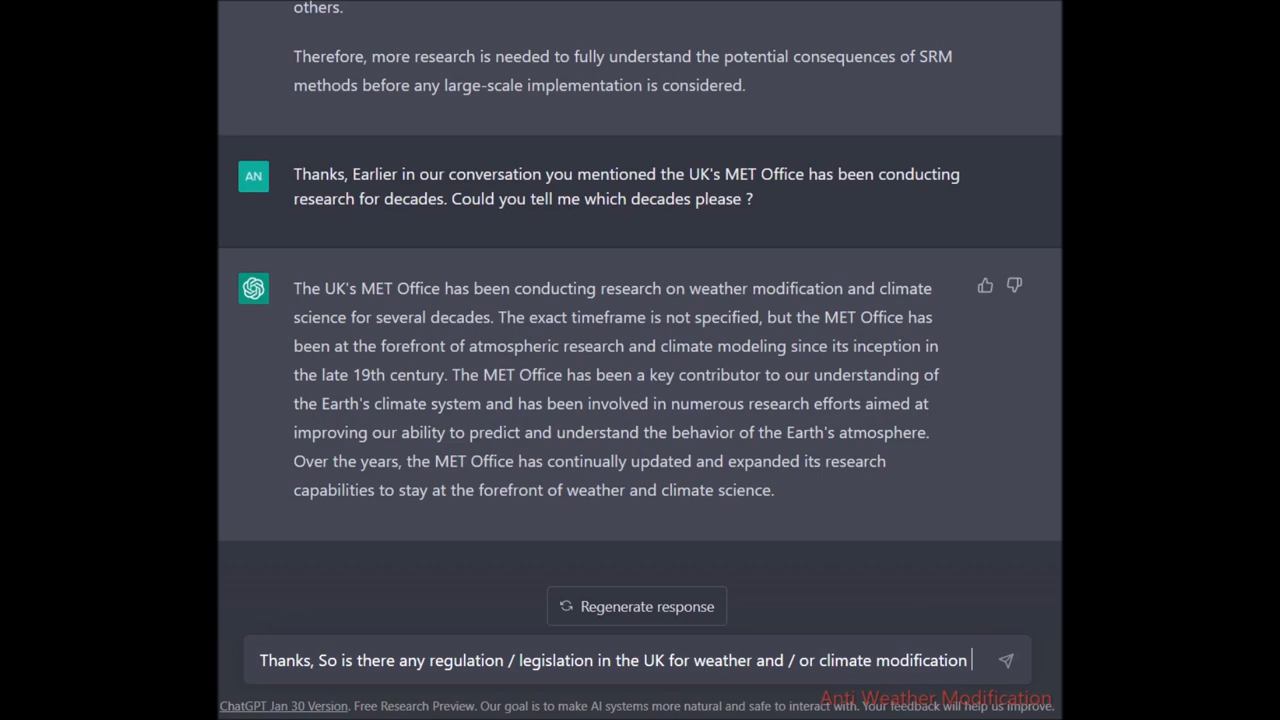 others.
Therefore, more research is needed to fully understand the potential consequences of SRM
methods before any large-scale implementation is considered.
AN
Thanks, Earlier in our conversation you mentioned the UK's MET Office has been conducting
research for decades. Could you tell me which decades please ?
The UK's MET Office has been conducting research on weather modification and climate
science for several decades. The exact timeframe is not specified, but the MET Office has
been at the forefront of atmospheric research and climate modeling since its inception in
the late 19th century. The MET Office has been a key contributor to our understanding of
the Earth's climate system and has been involved in numerous research efforts aimed at
improving our ability to predict and understand the behavior of the Earth's atmosphere.
Over the years, the MET Office has continually updated and expanded its research
capabilities to stay at the forefront of weather and climate science.
Regenerate response
Thanks, So is there any regulation / legislation in the UK for weather and / or climate modification
Anti Weather Modification
ChatGPT Jan 30 Version. Free Research Preview. Our goal is to make AI systems more natural and safe to interact with. Your feedback will help us improve.